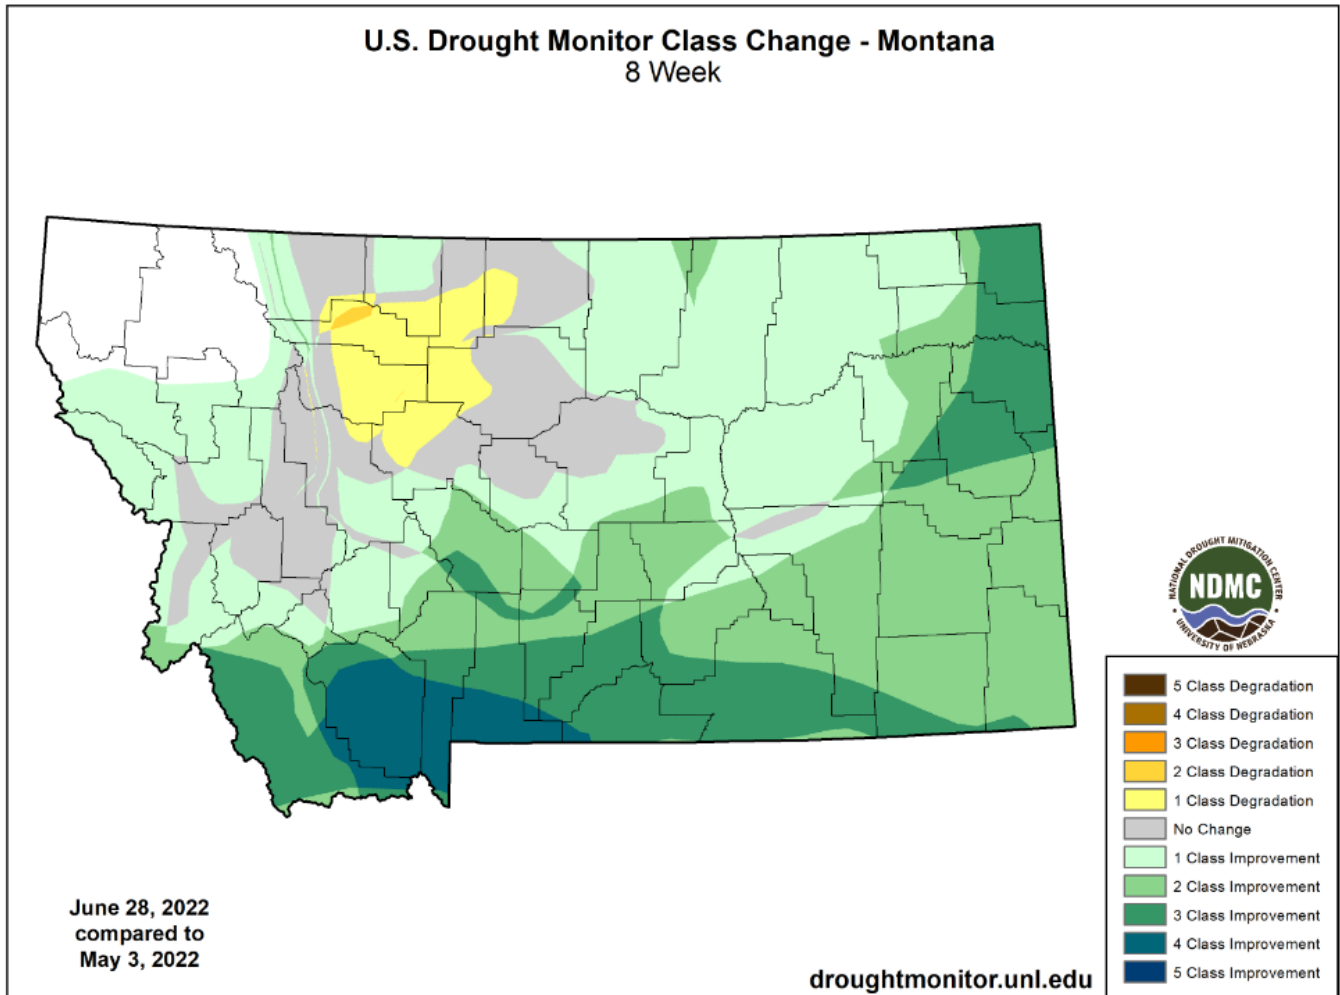 U.S. Drought Monitor Class Change - Montana
8 Week
NATIONAL DROUGHT MITIGATION CENTER
NDMC
UNIVERSITY OF NEBRASKA
5 Class Degradation
4 Class Degradation
3 Class Degradation
2 Class Degradation
1 Class Degradation
No Change
1 Class Improvement
2 Class Improvement
3 Class Improvement
4 Class Improvement
5 Class Improvement
June 28, 2022
compared to
May 3, 2022
droughtmonitor.unl.edu